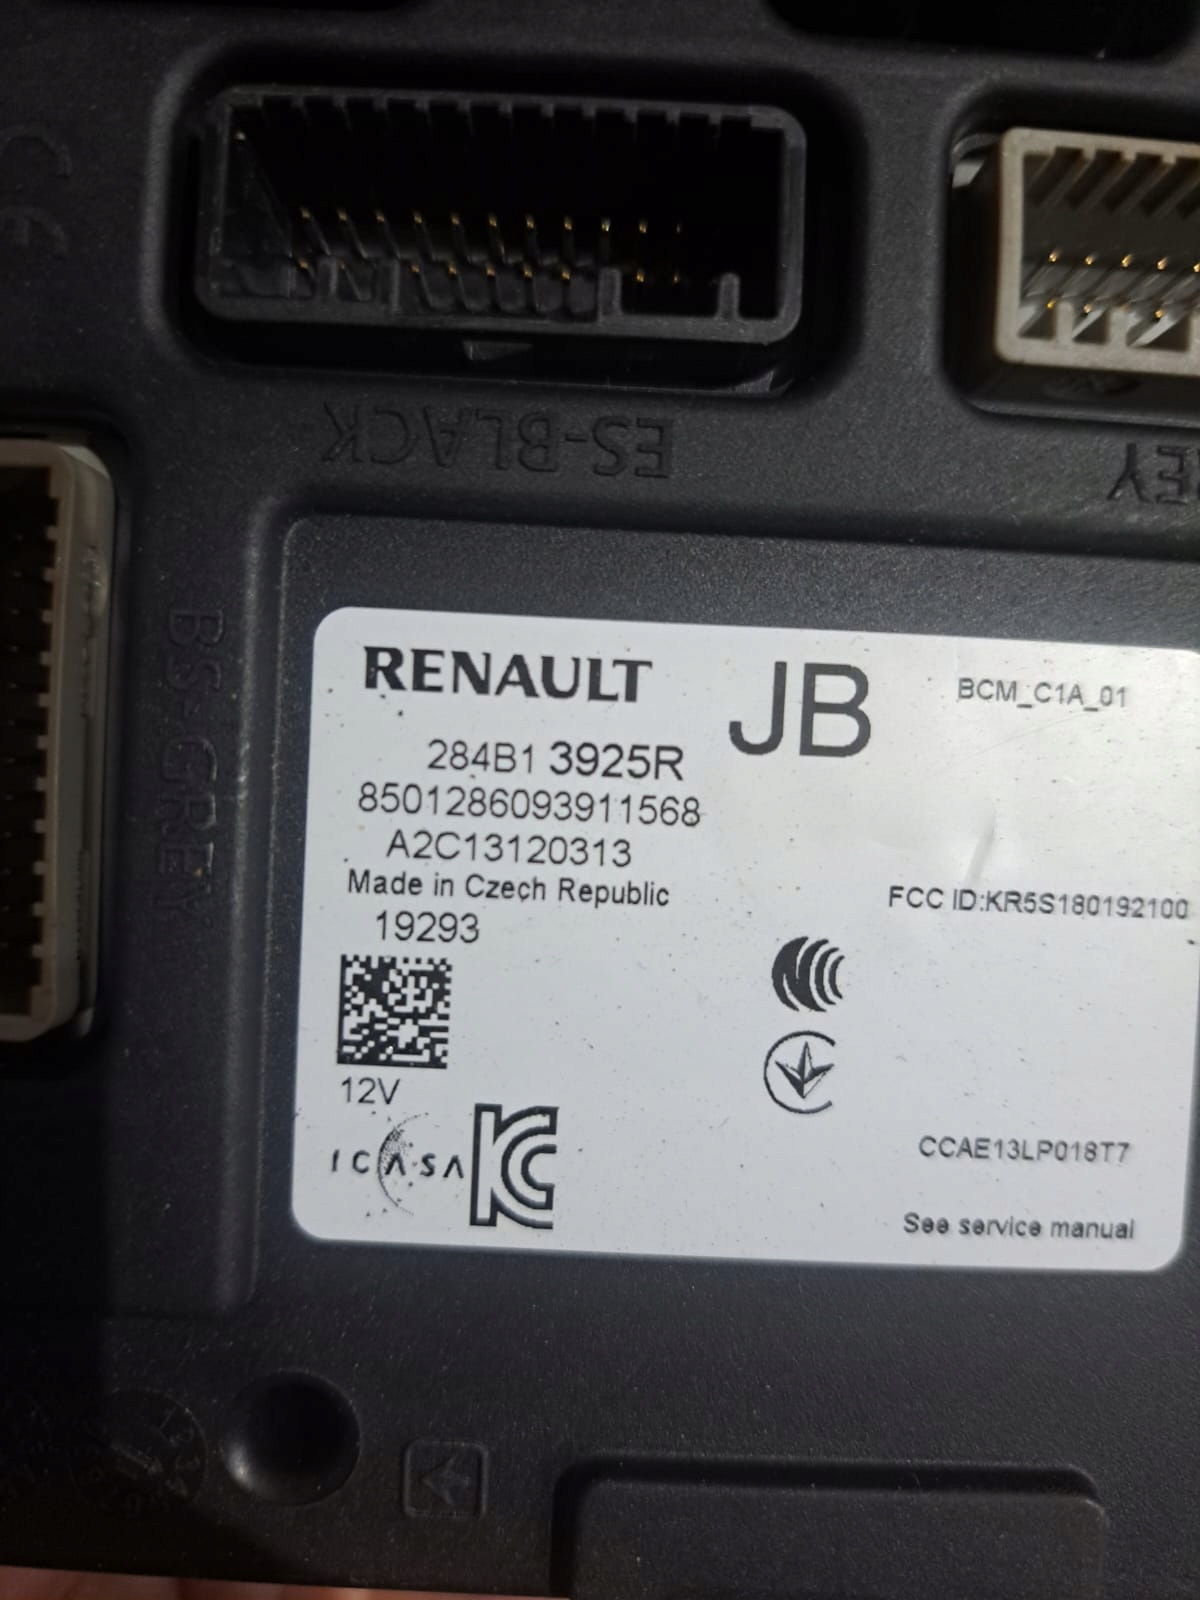 ES-BLACK
REY
BS-GREY
RENAULT
JB
BCM_C1A_01
284B1 3925R
8501286093911568
A2C13120313
Made in Czech Republic
19293
FCC ID:KR5S180192100
12V
ICASA
CCAE13LP018T7
See service manual